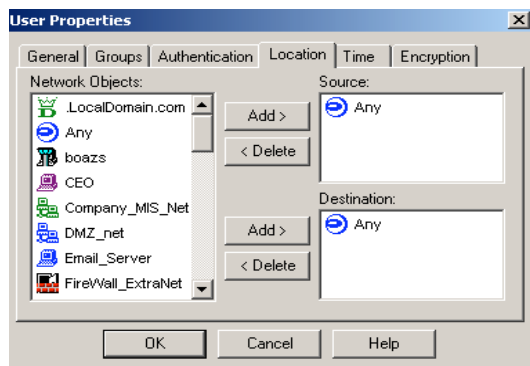 User Properties
General Groups Authentication Location Time Encryption
Network Objects:
.LocalDomain.com
Any
boazs
CEO
Company_MIS_Net
DMZ_net
Email_Server
FireWall_ExtraNet
Add >
< Delete
Add >
< Delete
Source:
Any
Destination:
Any
OK Cancel Help